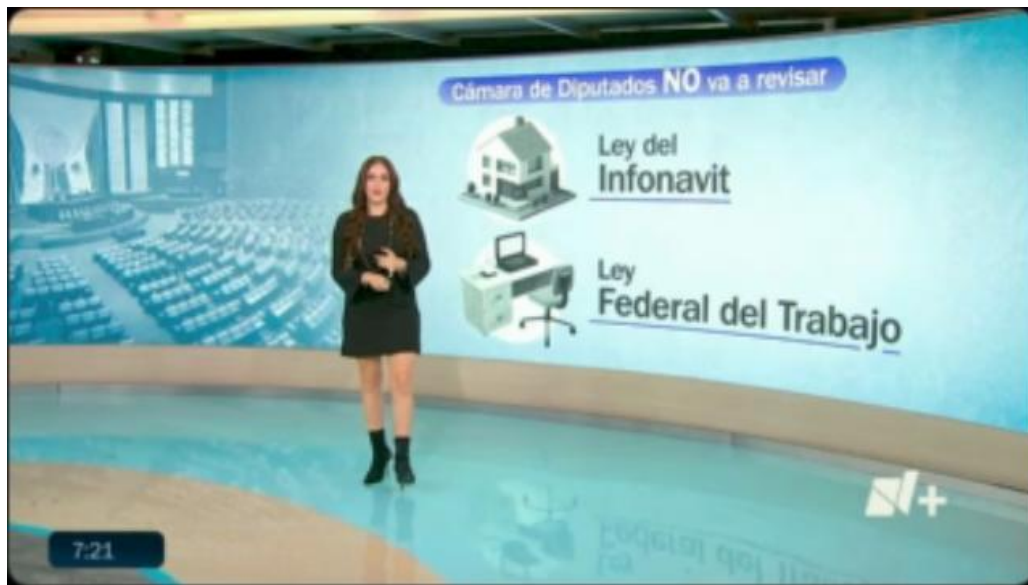 Cámara de Diputados NO va a revisar
Ley del
Infonavit
Ley
Federal del Trabajo
N+
7:21